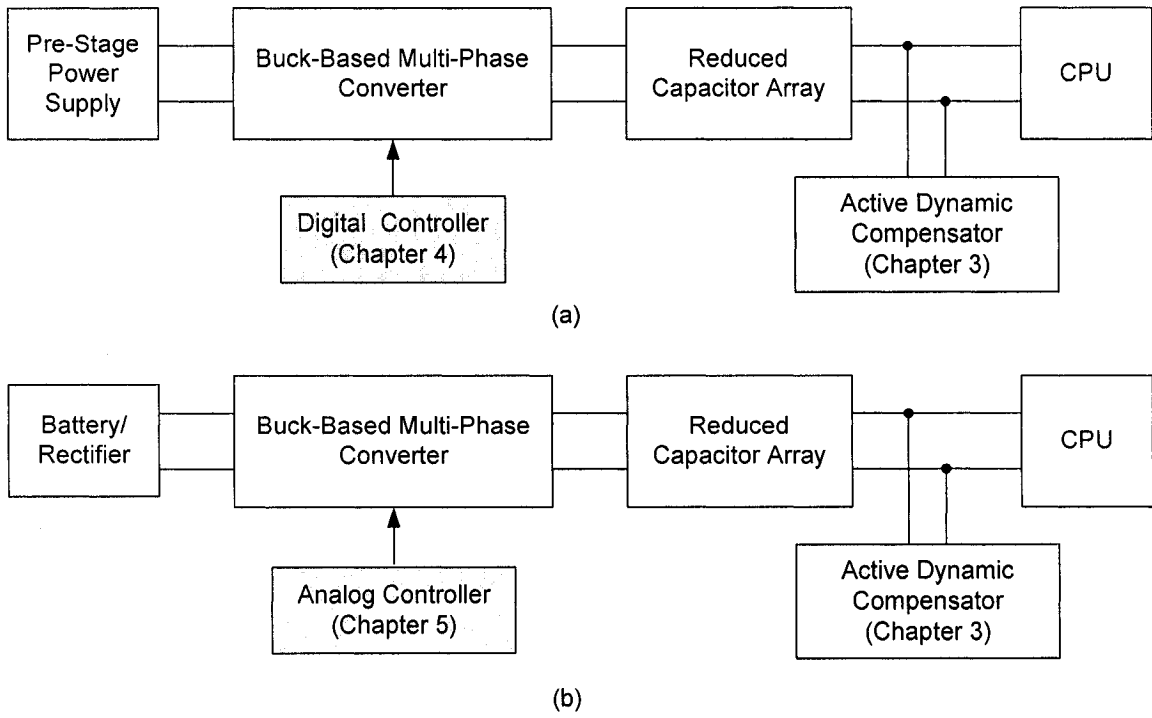 Pre-Stage
Power
Supply
Buck-Based Multi-Phase
Converter
Reduced
Capacitor Array
CPU
Digital Controller
(Chapter 4)
Active Dynamic
Compensator
(Chapter 3)
(a)
Battery/
Rectifier
Buck-Based Multi-Phase
Converter
Reduced
Capacitor Array
CPU
Analog Controller
(Chapter 5)
Active Dynamic
Compensator
(Chapter 3)
(b)